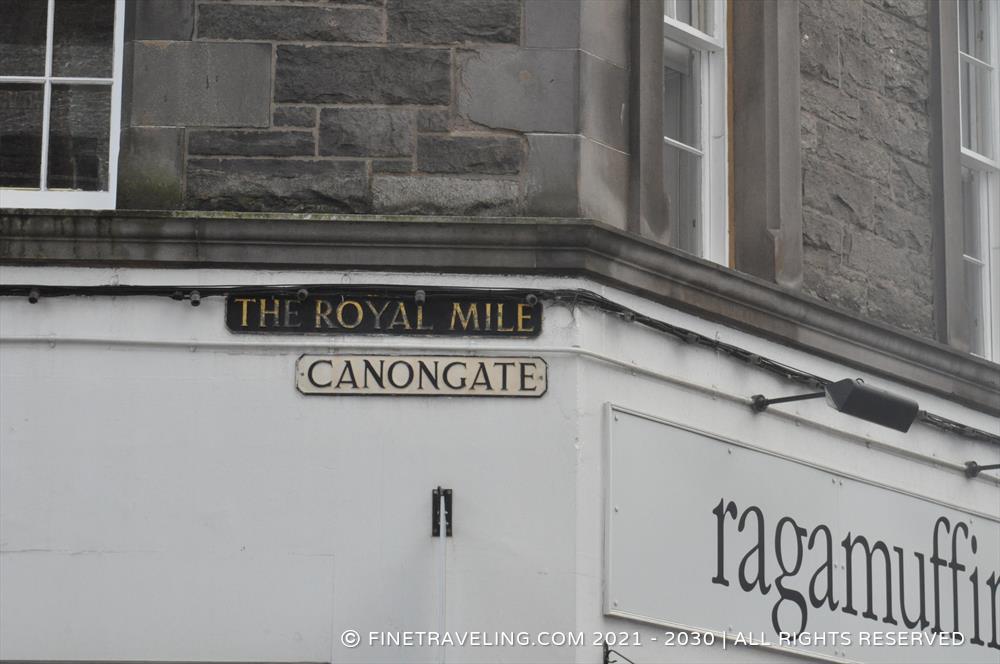 THE ROYAL MILE
CANONGATE
ragamuffin
© FINETRAVELING.COM 2021 - 2030 | ALL RIGHTS RESERVED